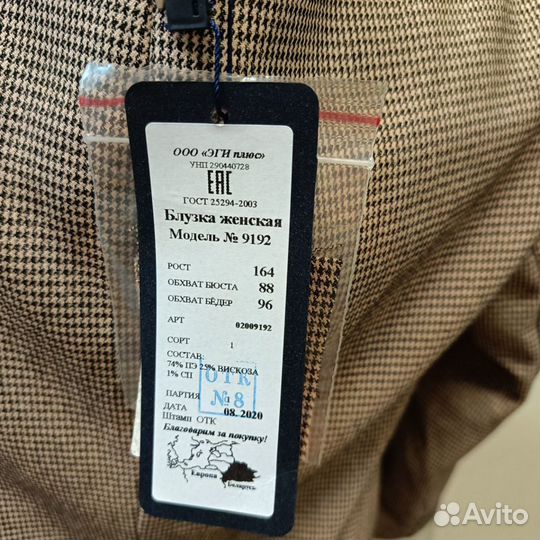 ООО «ЭГИ плюс»
УНП 290440728
ЕАС
ГОСТ 25294-2003
Блузка женская
Модель № 9192
РОСТ 164
ОБХВАТ БЮСТА 88
ОБХВАТ БЁДЕР 96
АРТ 02009192
СОРТ 1
СОСТАВ:
74% ПЭ 25% ВИСКОЗА
1% СП
ОТК
№8
ПАРТИЯ 1
ДАТА 08. 2020
Штамп ОТК
Благодарим за покупку!
Европа
Беларусь
Avito